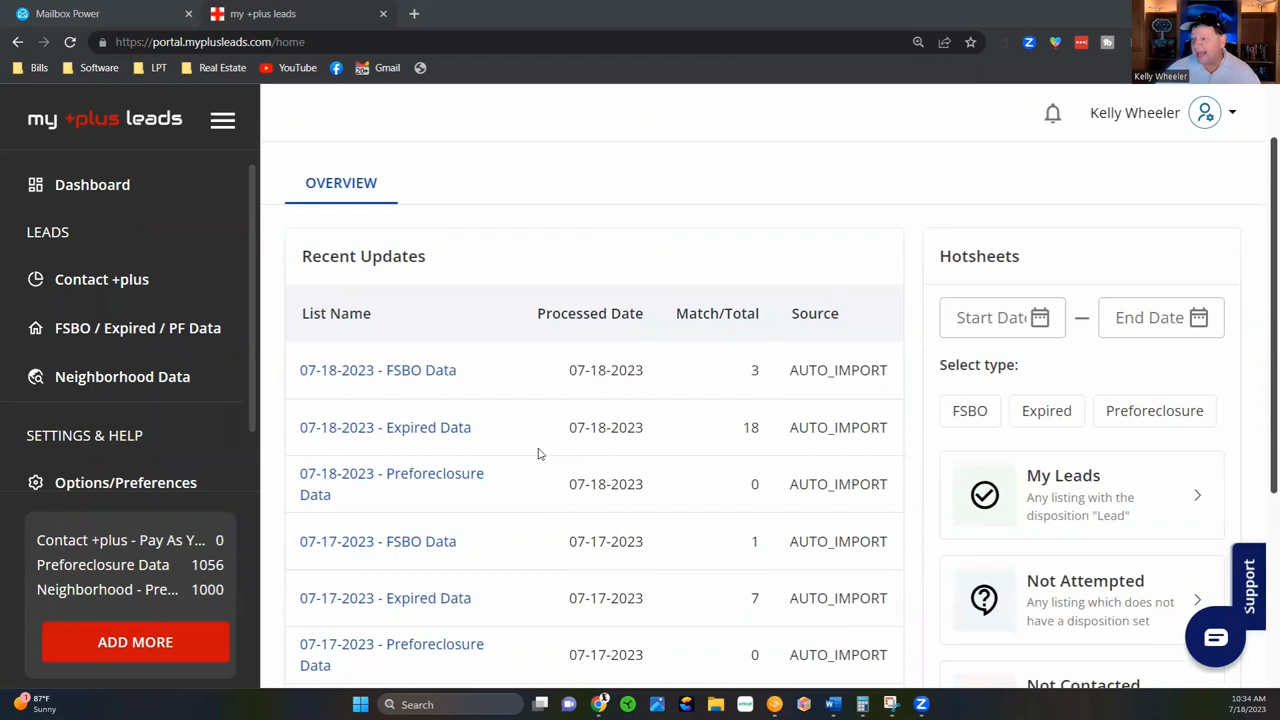 Mailbox Power
my +plus leads
https://portal.myplusleads.com/home
Bills
Software
LPT
Real Estate
YouTube
Gmail
Kelly Wheeler
my +plus leads
Kelly Wheeler
Dashboard
LEADS
Contact +plus
FSBO / Expired / PF Data
Neighborhood Data
SETTINGS & HELP
Options/Preferences
Contact +plus - Pay As Y... 0
Preforeclosure Data 1056
Neighborhood - Pre... 1000
ADD MORE
OVERVIEW
Recent Updates
List Name Processed Date Match/Total Source
07-18-2023 - FSBO Data 07-18-2023 3 AUTO_IMPORT
07-18-2023 - Expired Data 07-18-2023 18 AUTO_IMPORT
07-18-2023 - Preforeclosure
Data 07-18-2023 0 AUTO_IMPORT
07-17-2023 - FSBO Data 07-17-2023 1 AUTO_IMPORT
07-17-2023 - Expired Data 07-17-2023 7 AUTO_IMPORT
07-17-2023 - Preforeclosure
Data 07-17-2023 0 AUTO_IMPORT
Hotsheets
Start Date — End Date
Select type:
FSBO Expired Preforeclosure
My Leads
Any listing with the
disposition "Lead"
Not Attempted
Any listing which does not
have a disposition set
Not Contacted
Support
87°F
Sunny
Search
10:34 AM
7/18/2023